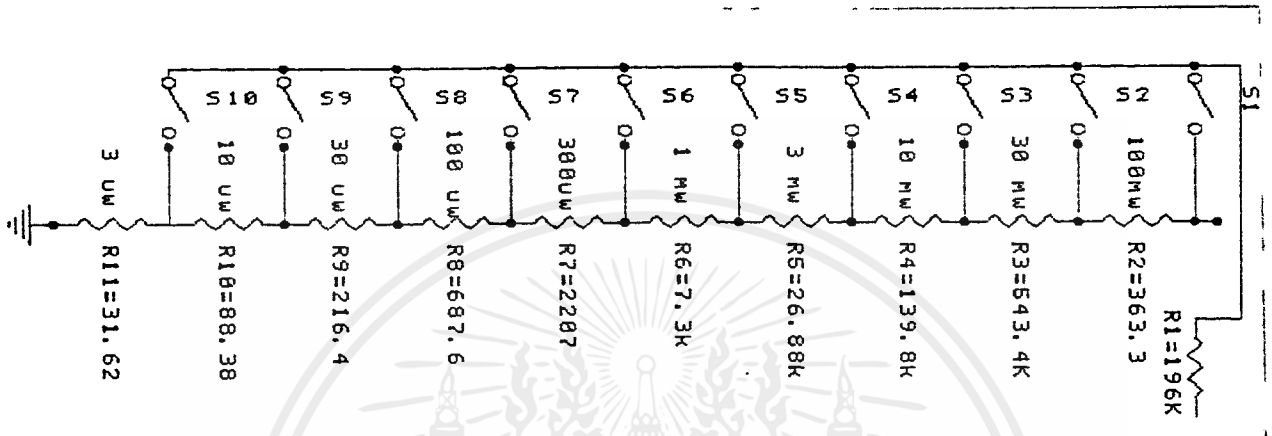 S1
S10 S9 S8 S7 S6 S5 S4 S3 S2
3 uw
10 uw
30 uw
100 uw
300uw
1 Mw
3 Mw
10 Mw
30 Mw
100Mw
R11=31.62
R10=88.38
R9=216.4
R8=687.6
R7=2207
R6=7.3K
R5=26.88K
R4=139.8K
R3=543.4K
R2=363.3
R1=196K